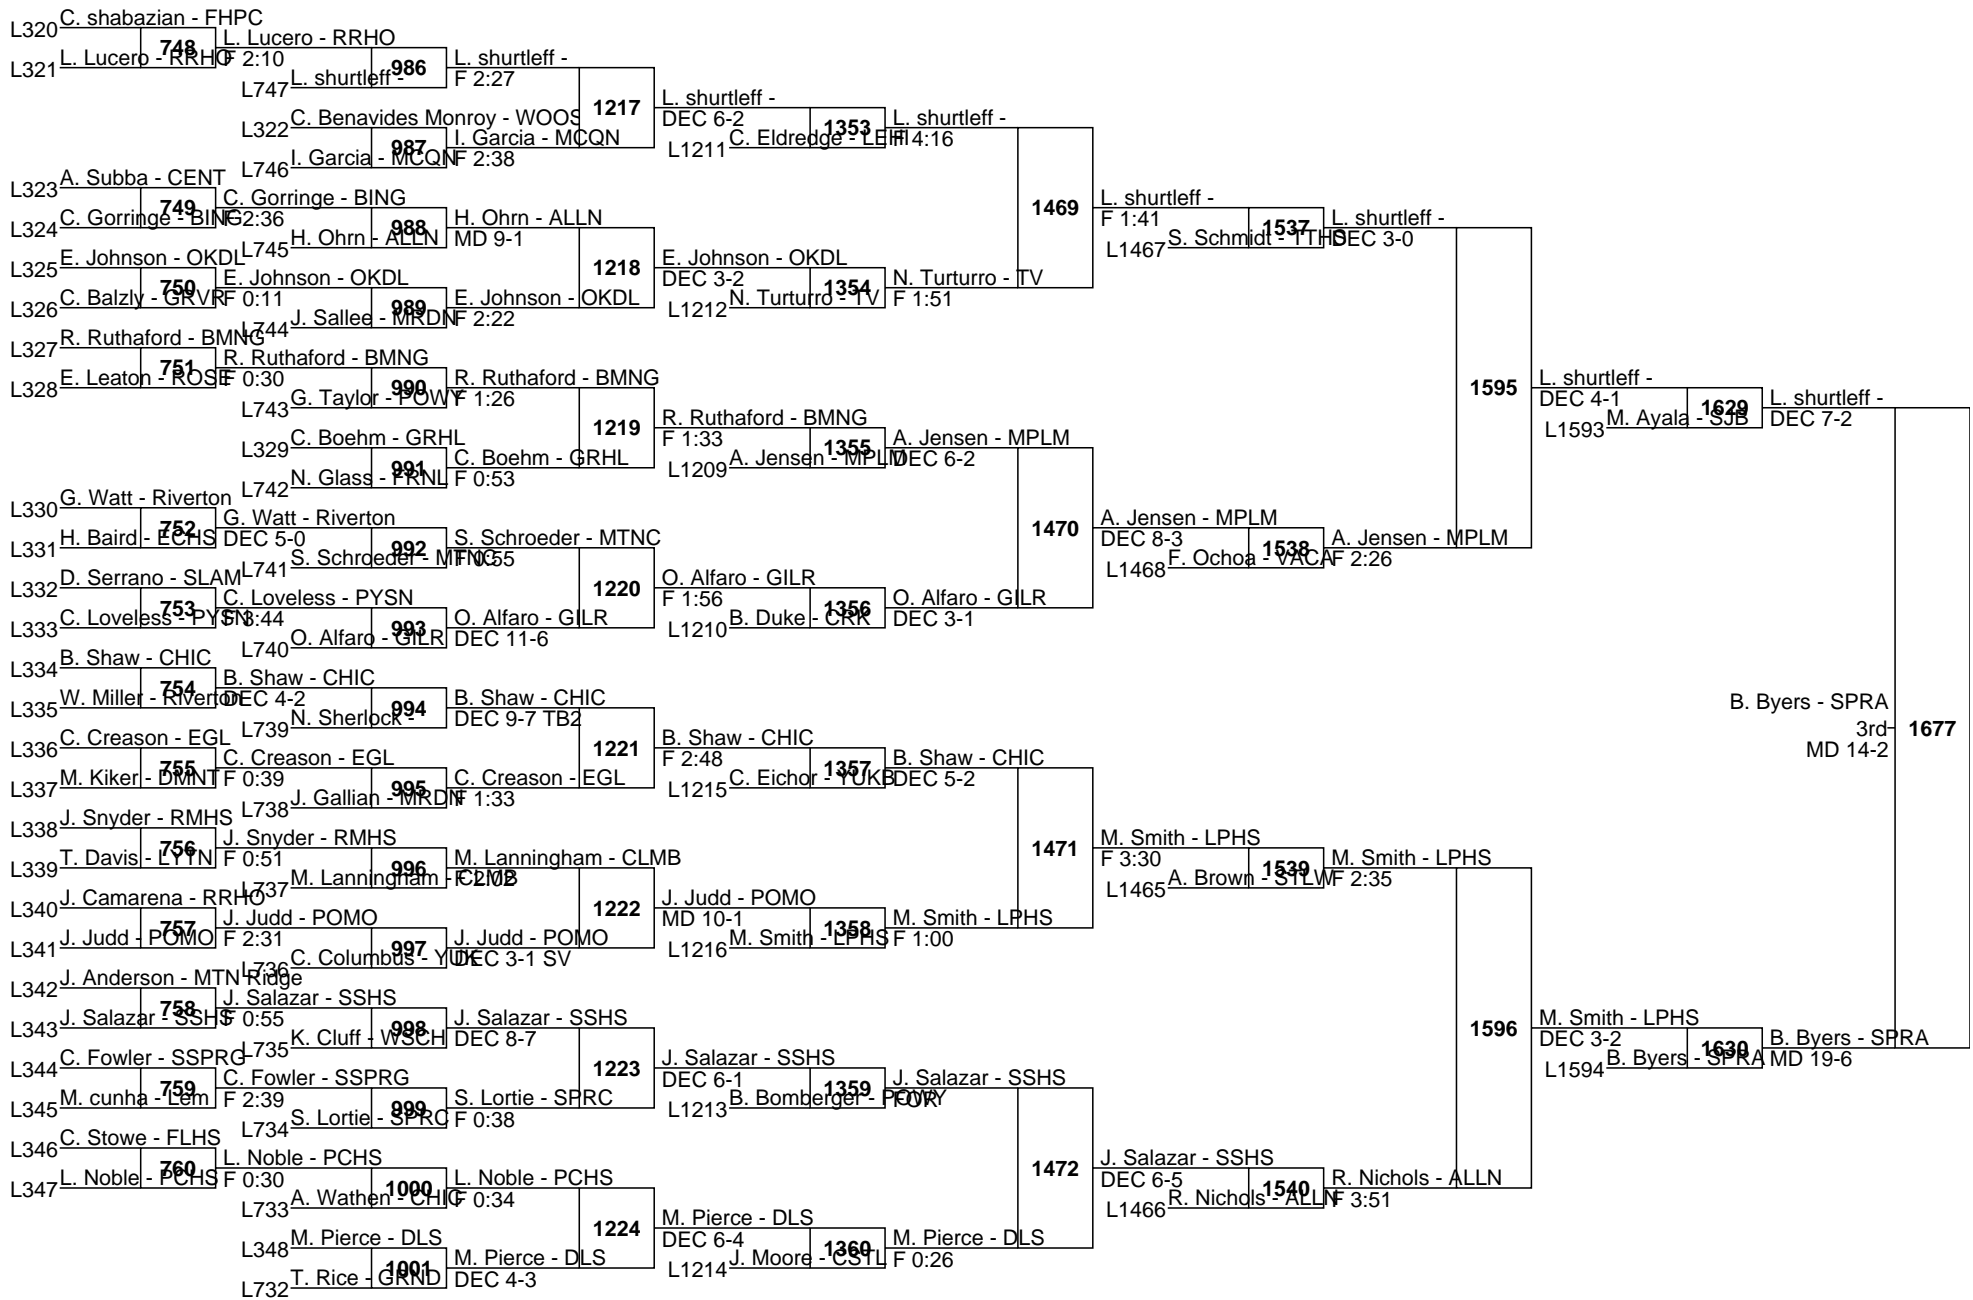 C. shabazian - FHPC
L320
748
L. Lucero - RRHO
F 2:10
L. Lucero - RRHO
L321
986
L. shurtleff -
F 2:27
L. shurtleff -
L747
1217
L. shurtleff -
DEC 6-2
C. Benavides Monroy - WOOS
L322
987
I. Garcia - MCQN
F 2:38
I. Garcia - MCQN
L746
1353
L. shurtleff -
F 4:16
C. Eldredge - LEHI
L1211
A. Subba - CENT
L323
749
C. Gorringe - BING
F 2:36
C. Gorringe - BING
L324
988
H. Ohrn - ALLN
MD 9-1
H. Ohrn - ALLN
L745
1469
L. shurtleff -
F 1:41
1537
L. shurtleff -
DEC 3-0
S. Schmidt - TTHS
L1467
E. Johnson - OKDL
L325
750
E. Johnson - OKDL
F 0:11
C. Balzly - GRVR
L326
1218
E. Johnson - OKDL
DEC 3-2
989
E. Johnson - OKDL
F 2:22
J. Sallee - MRDN
L744
1354
N. Turturro - TV
F 1:51
N. Turturro - TV
L1212
R. Ruthaford - BMNG
L327
751
R. Ruthaford - BMNG
F 0:30
E. Leaton - ROSE
L328
990
R. Ruthaford - BMNG
F 1:26
G. Taylor - POWY
L743
1595
L. shurtleff -
DEC 4-1
1629
L. shurtleff -
DEC 7-2
M. Ayala - SJB
L1593
1219
R. Ruthaford - BMNG
F 1:33
C. Boehm - GRHL
L329
991
C. Boehm - GRHL
F 0:53
N. Glass - FRNL
L742
1355
A. Jensen - MPLM
DEC 6-2
A. Jensen - MPLM
L1209
G. Watt - Riverton
L330
752
G. Watt - Riverton
DEC 5-0
H. Baird - ECHS
L331
992
S. Schroeder - MTNC
F 0:55
S. Schroeder - MTNC
L741
1470
A. Jensen - MPLM
DEC 8-3
1538
A. Jensen - MPLM
F 2:26
F. Ochoa - VACA
L1468
D. Serrano - SLAM
L332
753
C. Loveless - PYSN
F 3:44
C. Loveless - PYSN
L333
1220
O. Alfaro - GILR
F 1:56
993
O. Alfaro - GILR
DEC 11-6
O. Alfaro - GILR
L740
1356
O. Alfaro - GILR
DEC 3-1
B. Duke - CRK
L1210
B. Shaw - CHIC
L334
754
B. Shaw - CHIC
DEC 4-2
W. Miller - Riverton
L335
994
B. Shaw - CHIC
DEC 9-7 TB2
N. Sherlock -
L739
B. Byers - SPRA
3rd
MD 14-2
1677
C. Creason - EGL
L336
755
C. Creason - EGL
F 0:39
M. Kiker - DMNT
L337
1221
B. Shaw - CHIC
F 2:48
995
C. Creason - EGL
F 1:33
J. Gallian - MRDN
L738
1357
B. Shaw - CHIC
DEC 5-2
C. Eichor - YUKB
L1215
J. Snyder - RMHS
L338
756
J. Snyder - RMHS
F 0:51
T. Davis - LYTN
L339
996
M. Lanningham - CLMB
F 2:02
M. Lanningham - CLMB
L737
1471
M. Smith - LPHS
F 3:30
1539
M. Smith - LPHS
F 2:35
A. Brown - STLW
L1465
J. Camarena - RRHO
L340
757
J. Judd - POMO
F 2:31
J. Judd - POMO
L341
1222
J. Judd - POMO
MD 10-1
997
J. Judd - POMO
DEC 3-1 SV
C. Columbus - YUK
L736
1358
M. Smith - LPHS
F 1:00
M. Smith - LPHS
L1216
J. Anderson - MTN Ridge
L342
758
J. Salazar - SSHS
F 0:55
J. Salazar - SSHS
L343
998
J. Salazar - SSHS
DEC 8-7
K. Cluff - WSCH
L735
1596
M. Smith - LPHS
DEC 3-2
1630
B. Byers - SPRA
MD 19-6
B. Byers - SPRA
L1594
C. Fowler - SSPRG
L344
759
C. Fowler - SSPRG
F 2:39
M. cunha - Lem
L345
1223
J. Salazar - SSHS
DEC 6-1
999
S. Lortie - SPRC
F 0:38
S. Lortie - SPRC
L734
1359
J. Salazar - SSHS
FOR
B. Bomberger - POWY
L1213
C. Stowe - FLHS
L346
760
L. Noble - PCHS
F 0:30
L. Noble - PCHS
L347
1000
L. Noble - PCHS
F 0:34
A. Wathen - CHIC
L733
1472
J. Salazar - SSHS
DEC 6-5
1540
R. Nichols - ALLN
F 3:51
R. Nichols - ALLN
L1466
1224
M. Pierce - DLS
DEC 6-4
M. Pierce - DLS
L348
1001
M. Pierce - DLS
DEC 4-3
T. Rice - GRND
L732
1360
M. Pierce - DLS
F 0:26
J. Moore - CSTL
L1214